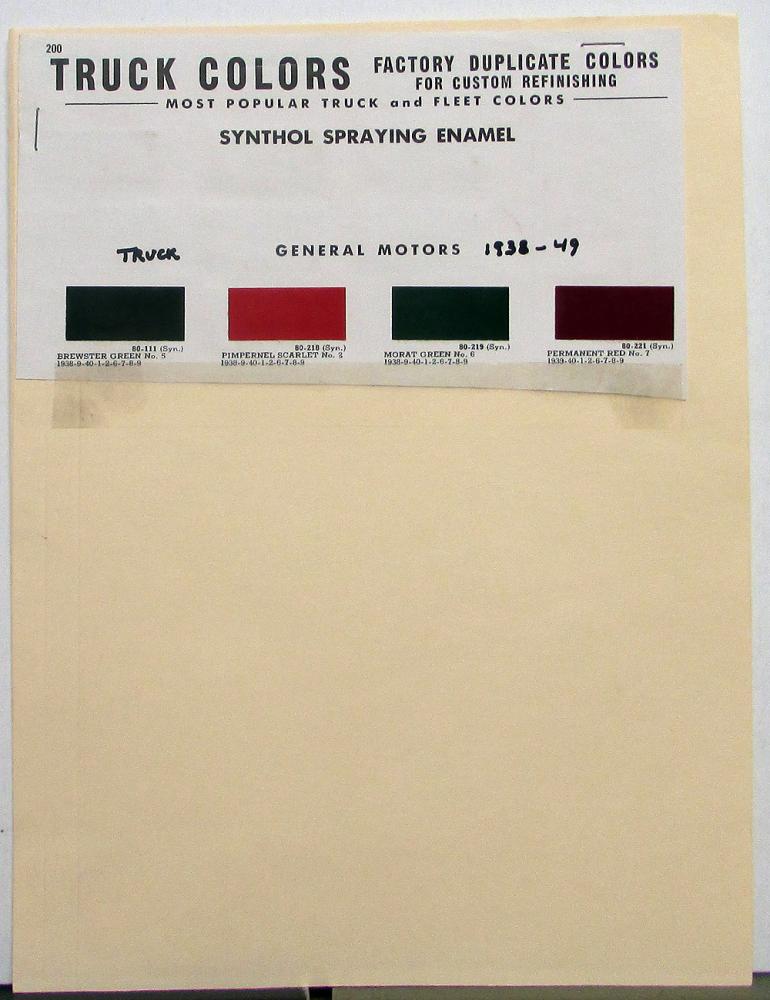 200
TRUCK COLORS
FACTORY DUPLICATE COLORS
FOR CUSTOM REFINISHING
MOST POPULAR TRUCK and FLEET COLORS
SYNTHOL SPRAYING ENAMEL
TRUCK GENERAL MOTORS 1938-49
80-111 (Syn.)
BREWSTER GREEN No. 5
1938-9-40-1-2-6-7-8-9
80-218 (Syn.)
PIMPERNEL SCARLET No. 3
1938-9-40-1-2-6-7-8-9
80-219 (Syn.)
MORAT GREEN No. 6
1938-9-40-1-2-6-7-8-9
80-221 (Syn.)
PERMANENT RED No. 7
1939-40-1-2-6-7-8-9